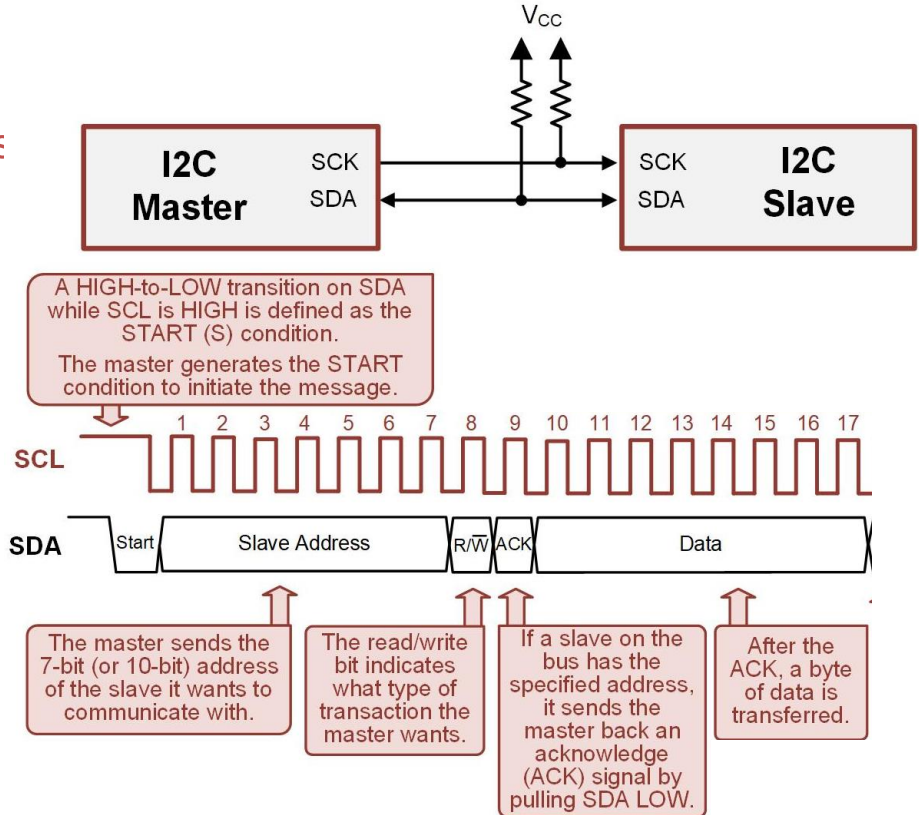 VCC
I2C
Master
SCK
SDA
SCK
SDA
I2C
Slave
A HIGH-to-LOW transition on SDA
while SCL is HIGH is defined as the
START (S) condition.
The master generates the START
condition to initiate the message.
1 2 3 4 5 6 7 8 9 10 11 12 13 14 15 16 17
SCL
SDA Start Slave Address R/W̅ ACK Data
The master sends the
7-bit (or 10-bit) address
of the slave it wants to
communicate with.
The read/write
bit indicates
what type of
transaction the
master wants.
If a slave on the
bus has the
specified address,
it sends the
master back an
acknowledge
(ACK) signal by
pulling SDA LOW.
After the
ACK, a byte
of data is
transferred.